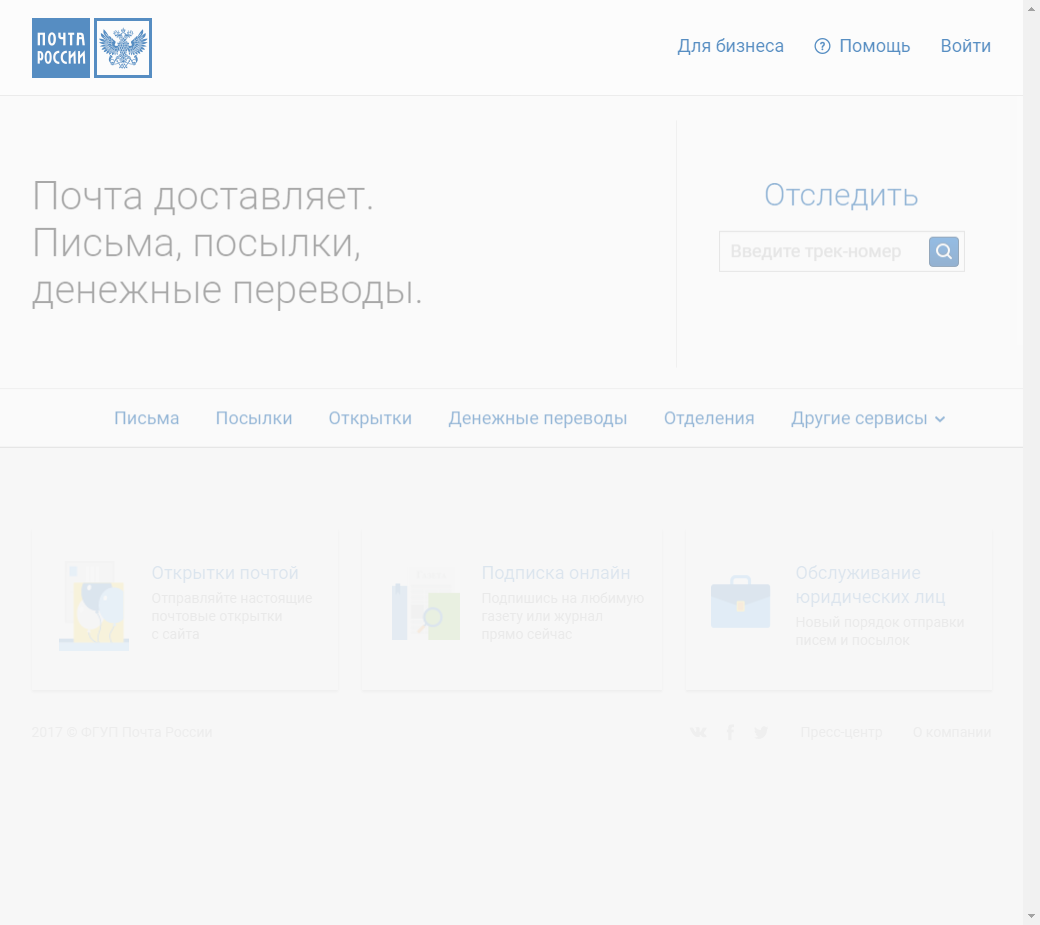 ПОЧТА
РОССИИ
Для бизнеса
Помощь
Войти
Почта доставляет.
Письма, посылки,
денежные переводы.
Отследить
Введите трек-номер
Письма
Посылки
Открытки
Денежные переводы
Отделения
Другие сервисы
Открытки почтой
Отправляйте настоящие
почтовые открытки
с сайта
Подписка онлайн
Подпишись на любимую
газету или журнал
прямо сейчас
Обслуживание
юридических лиц
Новый порядок отправки
писем и посылок
2017 © ФГУП Почта России
Пресс-центр
О компании